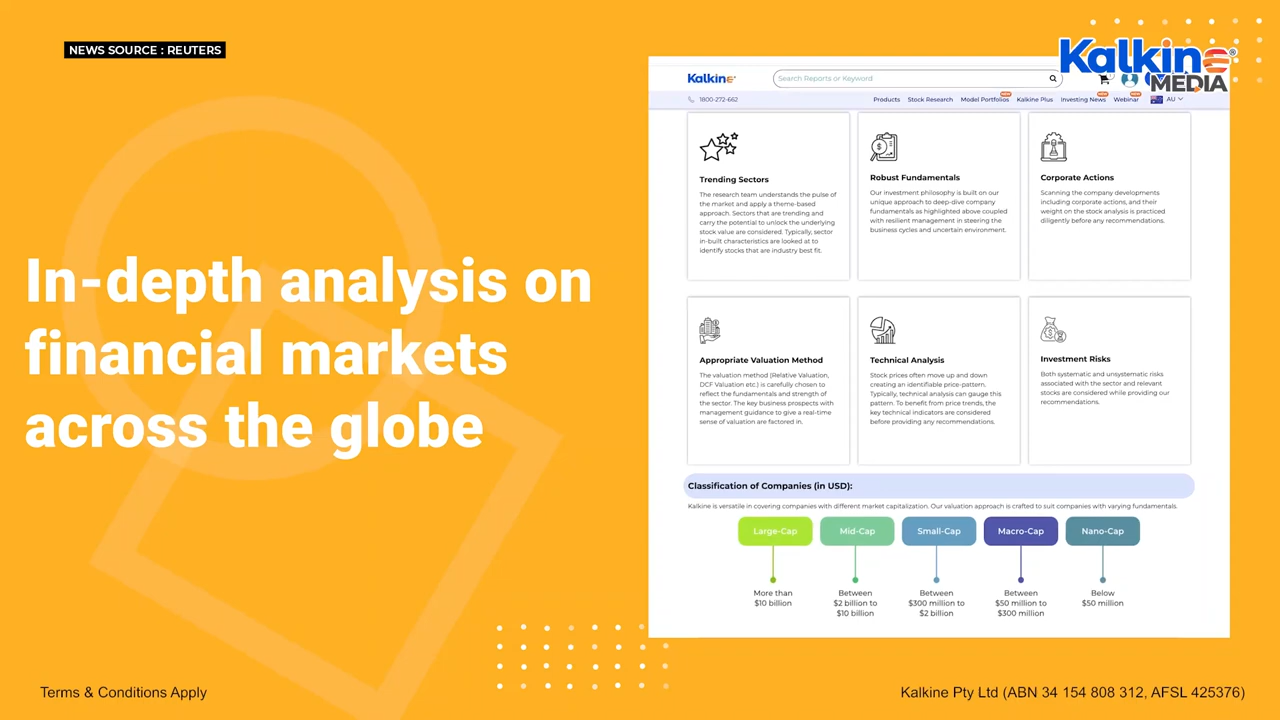 NEWS SOURCE : REUTERS
Kalkine®
MEDIA
In-depth analysis on
financial markets
across the globe
Kalkine
Search Reports or Keyword
1800-272-662
Products
Stock Research
Model Portfolios
NEW
Kalkine Plus
Investing News
NEW
Webinar
NEW
AU
Trending Sectors
The research team understands the pulse of
the market and apply a theme-based
approach. Sectors that are trending and
carry the potential to unlock the underlying
stock value are considered. Typically, sector
in-built characteristics are looked at to
identify stocks that are industry best fit.
Robust Fundamentals
Our investment philosophy is built on our
unique approach to deep-dive company
fundamentals as highlighted above coupled
with resilient management in steering the
business cycles and uncertain environment.
Corporate Actions
Scanning the company developments
including corporate actions, and their
weight on the stock analysis is practiced
diligently before any recommendations.
Appropriate Valuation Method
The valuation method (Relative Valuation,
DCF Valuation etc.) is carefully chosen to
reflect the fundamentals and strength of
the sector. The key business prospects with
management guidance to give a real-time
sense of valuation are factored in.
Technical Analysis
Stock prices often move up and down
creating an identifiable price-pattern.
Typically, technical analysis can gauge this
pattern. To benefit from price trends, the
key technical indicators are considered
before providing any recommendations.
Investment Risks
Both systematic and unsystematic risks
associated with the sector and relevant
stocks are considered while providing our
recommendations.
Classification of Companies (in USD):
Kalkine is versatile in covering companies with different market capitalization. Our valuation approach is crafted to suit companies with varying fundamentals.
Large-Cap
Mid-Cap
Small-Cap
Macro-Cap
Nano-Cap
More than
$10 billion
Between
$2 billion to
$10 billion
Between
$300 million to
$2 billion
Between
$50 million to
$300 million
Below
$50 million
Terms & Conditions Apply
Kalkine Pty Ltd (ABN 34 154 808 312, AFSL 425376)